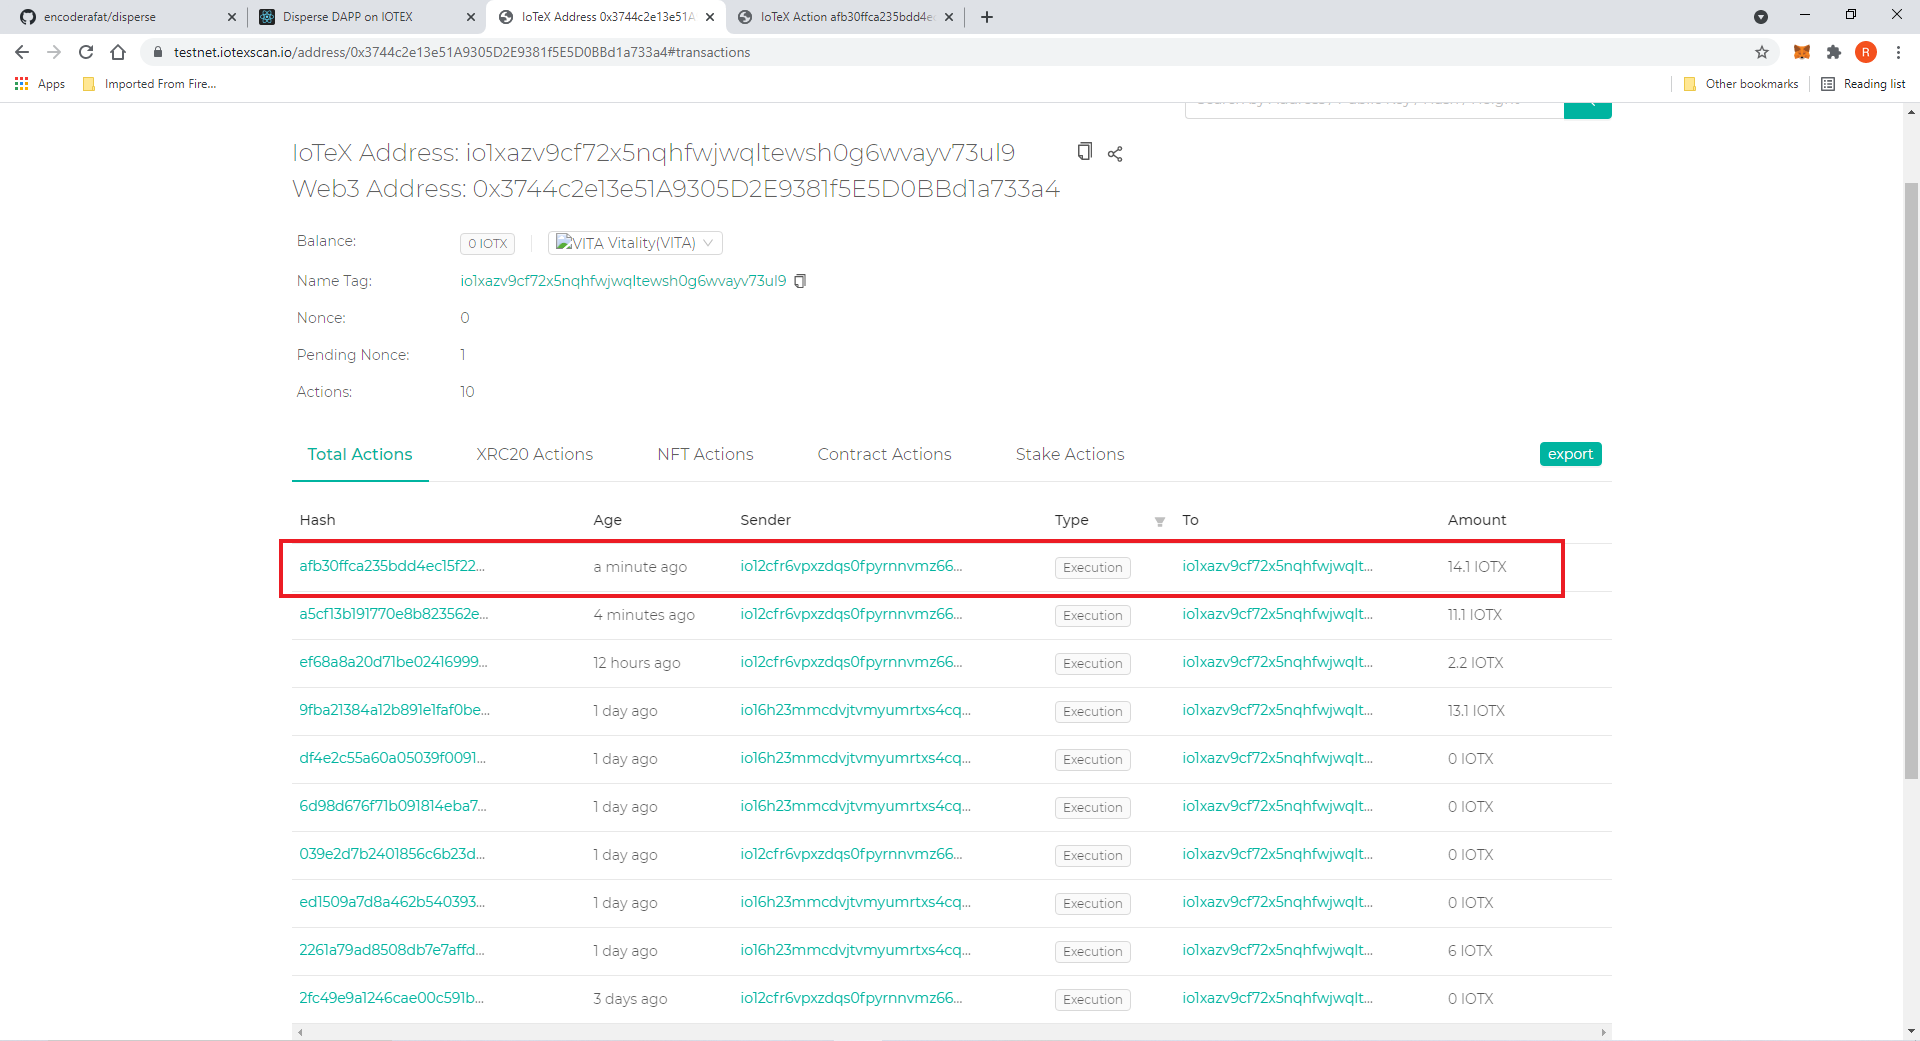 encoderafat/disperse
Disperse DAPP on IOTEX
IoTeX Address 0x3744c2e13e51A
IoTeX Action afb30ffca235bdd4e
testnet.iotexscan.io/address/0x3744c2e13e51A9305D2E9381f5E5D0BBd1a733a4#transactions
R
Apps
Imported From Fire...
Other bookmarks
Reading list
Search by Address / Public Key / Hash / Height
IoTeX Address: io1xazv9cf72x5nqhfwjwqltewsh0g6wvayv73ul9
Web3 Address: 0x3744c2e13e51A9305D2E9381f5E5D0BBd1a733a4
Balance: 0 IOTX VITA Vitality(VITA)
Name Tag: io1xazv9cf72x5nqhfwjwqltewsh0g6wvayv73ul9
Nonce: 0
Pending Nonce: 1
Actions: 10
Total Actions XRC20 Actions NFT Actions Contract Actions Stake Actions export
Hash Age Sender Type To Amount
afb30ffca235bdd4ec15f22... a minute ago io12cfr6vpxzdqs0fpyrnnvmz66... Execution io1xazv9cf72x5nqhfwjwqlt... 14.1 IOTX
a5cf13b191770e8b823562e... 4 minutes ago io12cfr6vpxzdqs0fpyrnnvmz66... Execution io1xazv9cf72x5nqhfwjwqlt... 11.1 IOTX
ef68a8a20d71be02416999... 12 hours ago io12cfr6vpxzdqs0fpyrnnvmz66... Execution io1xazv9cf72x5nqhfwjwqlt... 2.2 IOTX
9fba21384a12b891e1faf0be... 1 day ago io16h23mmcdvjtvmyumrtxs4cq... Execution io1xazv9cf72x5nqhfwjwqlt... 13.1 IOTX
df4e2c55a60a05039f0091... 1 day ago io16h23mmcdvjtvmyumrtxs4cq... Execution io1xazv9cf72x5nqhfwjwqlt... 0 IOTX
6d98d676f71b091814eba7... 1 day ago io16h23mmcdvjtvmyumrtxs4cq... Execution io1xazv9cf72x5nqhfwjwqlt... 0 IOTX
039e2d7b2401856c6b23d... 1 day ago io12cfr6vpxzdqs0fpyrnnvmz66... Execution io1xazv9cf72x5nqhfwjwqlt... 0 IOTX
ed1509a7d8a462b540393... 1 day ago io16h23mmcdvjtvmyumrtxs4cq... Execution io1xazv9cf72x5nqhfwjwqlt... 0 IOTX
2261a79ad8508db7e7affd... 1 day ago io16h23mmcdvjtvmyumrtxs4cq... Execution io1xazv9cf72x5nqhfwjwqlt... 6 IOTX
2fc49e9a1246cae00c591b... 3 days ago io12cfr6vpxzdqs0fpyrnnvmz66... Execution io1xazv9cf72x5nqhfwjwqlt... 0 IOTX